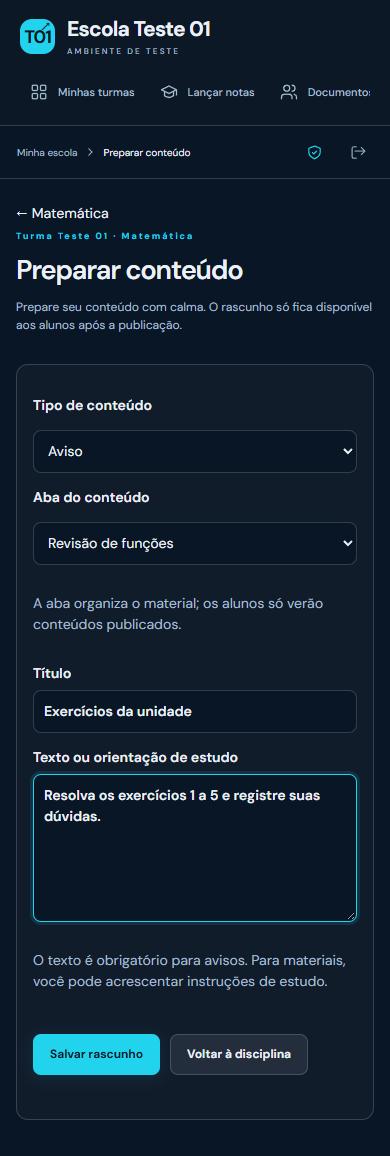 TO1
Escola Teste 01
AMBIENTE DE TESTE
Minhas turmas
Lançar notas
Documentos
Minha escola
Preparar conteúdo
← Matemática
Turma Teste 01 · Matemática
Preparar conteúdo
Prepare seu conteúdo com calma. O rascunho só fica disponível
aos alunos após a publicação.
Tipo de conteúdo
Aviso
Aba do conteúdo
Revisão de funções
A aba organiza o material; os alunos só verão
conteúdos publicados.
Título
Exercícios da unidade
Texto ou orientação de estudo
Resolva os exercícios 1 a 5 e registre suas
dúvidas.
O texto é obrigatório para avisos. Para materiais,
você pode acrescentar instruções de estudo.
Salvar rascunho
Voltar à disciplina